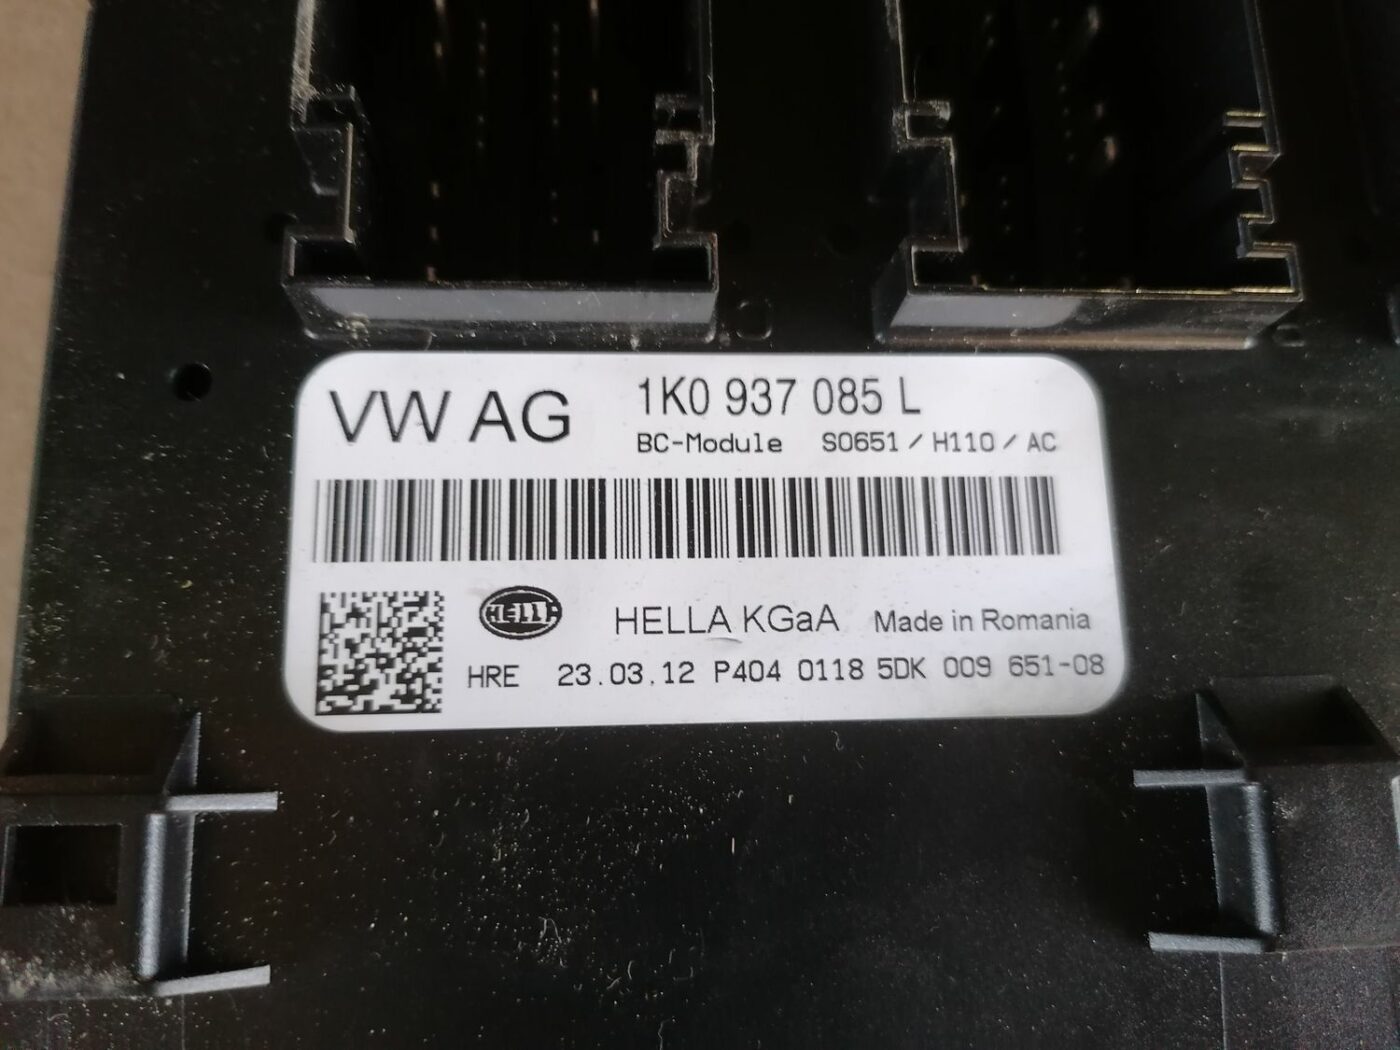 VW AG 1K0 937 085 L
BC-Module S0651 / H110 / AC
HELLA HELLA KGaA Made in Romania
HRE 23.03.12 P404 0118 5DK 009 651-08